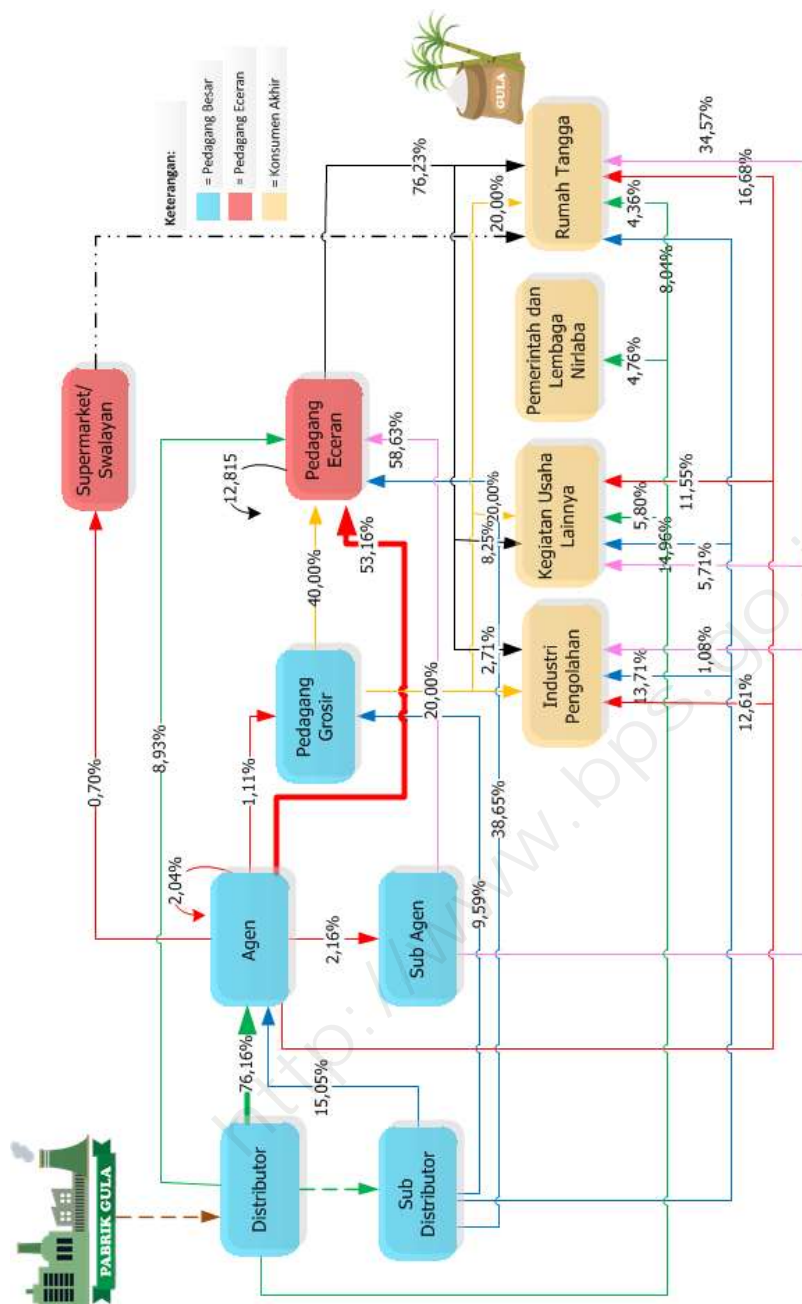 PABRIK GULA
GULA
Keterangan:
= Pedagang Besar
= Pedagang Eceran
= Konsumen Akhir
Distributor
Sub
Distributor
Agen
Sub Agen
Pedagang
Grosir
Supermarket/
Swalayan
Pedagang
Eceran
Industri
Pengolahan
Kegiatan Usaha
Lainnya
Pemerintah dan
Lembaga
Nirlaba
Rumah Tangga
0,70%
8,93%
2,04%
1,11%
76,16%
2,16%
15,05%
40,00%
53,16%
12,815
58,63%
76,23%
20,00%
38,65%
9,59%
2,71%
8,25%
20,00%
20,00%
13,71%
1,08%
12,61%
14,96%
5,80%
5,71%
11,55%
4,76%
8,04%
4,36%
16,68%
34,57%
http://www.bps.go